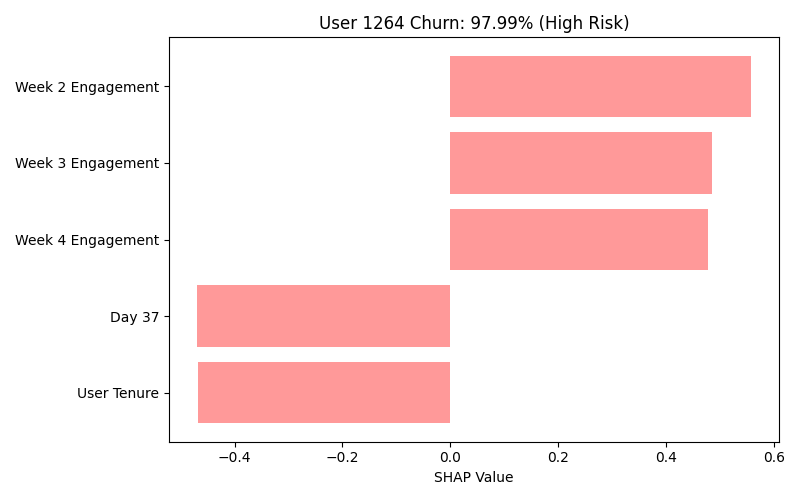 User 1264 Churn: 97.99% (High Risk)
Week 2 Engagement
Week 3 Engagement
Week 4 Engagement
Day 37
User Tenure
−0.4 −0.2 0.0 0.2 0.4 0.6
SHAP Value